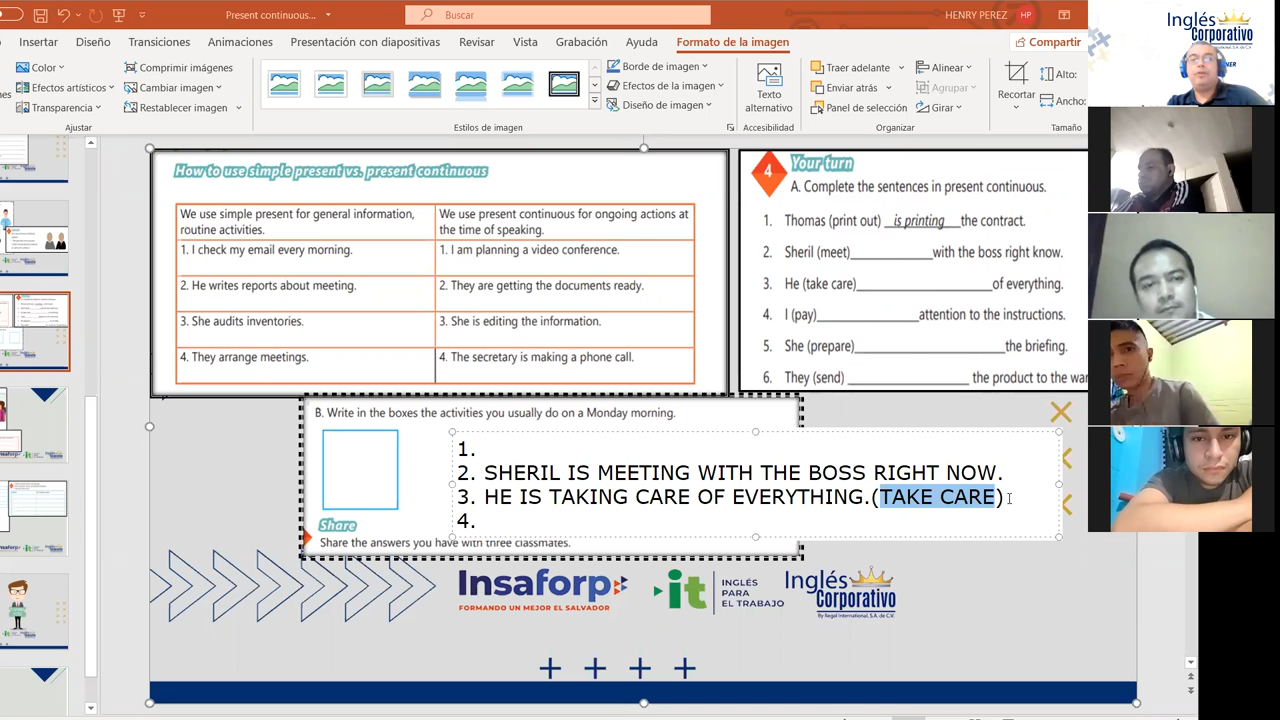 Present continuous...
Buscar
HENRY PEREZ
HP
Insertar
Diseño
Transiciones
Animaciones
Presentación con diapositivas
Revisar
Vista
Grabación
Ayuda
Formato de la imagen
Compartir
Color
Efectos artísticos
Transparencia
Comprimir imágenes
Cambiar imagen
Restablecer imagen
Borde de imagen
Efectos de la imagen
Diseño de imagen
Texto
alternativo
Traer adelante
Enviar atrás
Panel de selección
Alinear
Agrupar
Girar
Recortar
Alto:
Ancho:
Ajustar
Estilos de imagen
Accesibilidad
Organizar
Tamaño
Inglés
Corporativo
How to use simple present vs. present continuous
We use simple present for general information,
routine activities.
We use present continuous for ongoing actions at
the time of speaking.
1. I check my email every morning.
1. I am planning a video conference.
2. He writes reports about meeting.
2. They are getting the documents ready.
3. She audits inventories.
3. She is editing the information.
4. They arrange meetings.
4. The secretary is making a phone call.
4
Your turn
A. Complete the sentences in present continuous.
1. Thomas (print out) __is printing___the contract.
2. Sheril (meet)______________with the boss right know.
3. He (take care)______________________of everything.
4. I (pay)_________________attention to the instructions.
5. She (prepare)_________________________the briefing.
6. They (send) ____________________ the product to the war
B. Write in the boxes the activities you usually do on a Monday morning.
1.
2. SHERIL IS MEETING WITH THE BOSS RIGHT NOW.
3. HE IS TAKING CARE OF EVERYTHING.(TAKE CARE)
4.
Share
Share the answers you have with three classmates.
Insaforp
FORMANDO UN MEJOR EL SALVADOR
it
INGLÉS
PARA
EL TRABAJO
Inglés
Corporativo
By Regal International, S.A. de C.V.